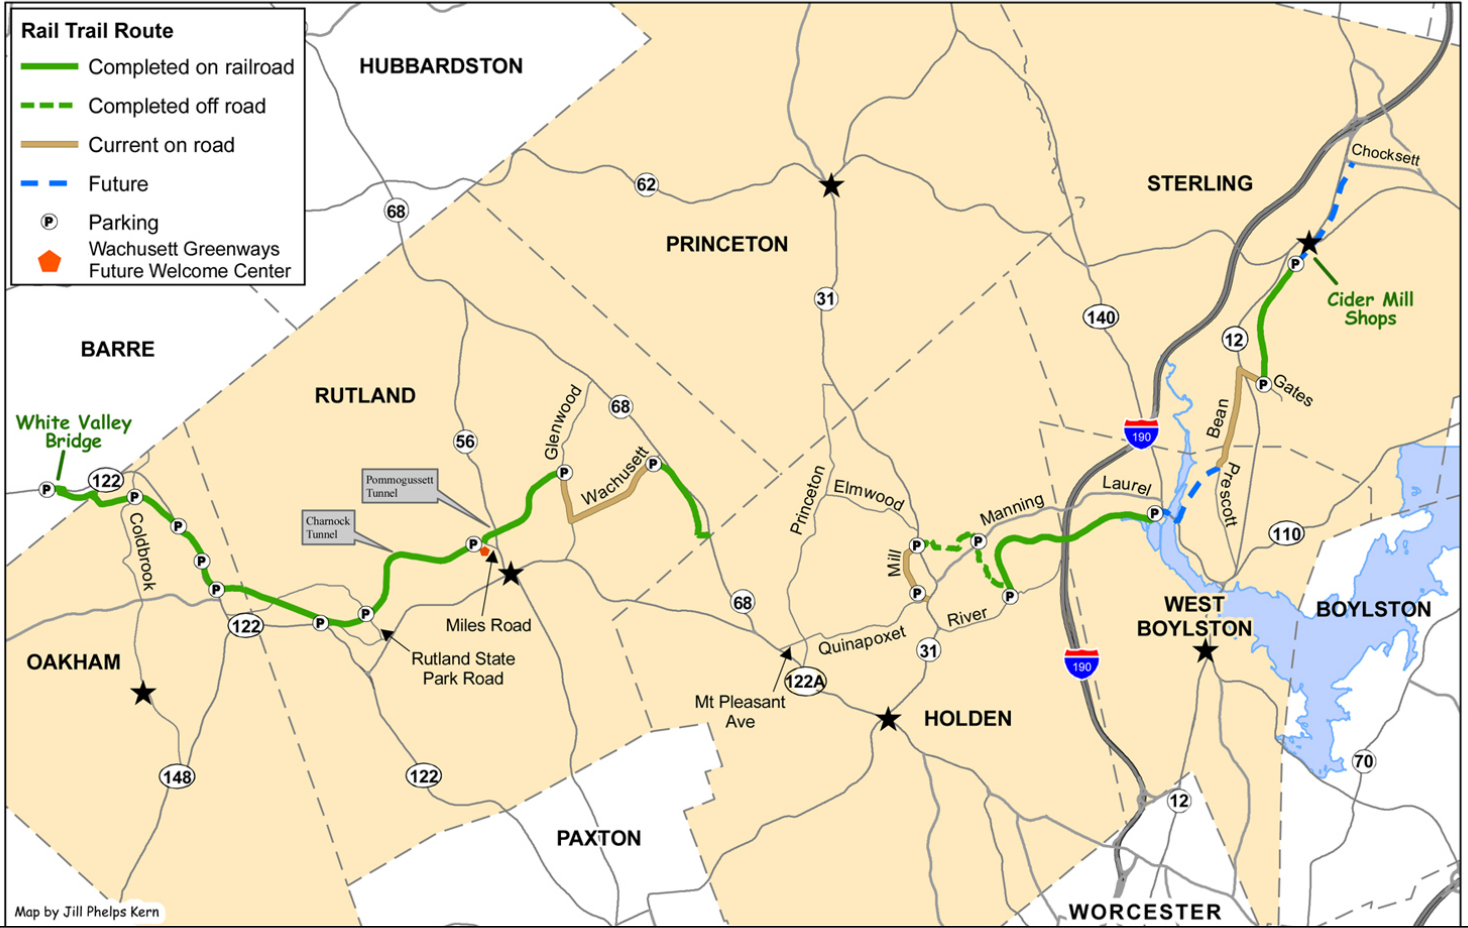 Rail Trail Route
Completed on railroad
Completed off road
Current on road
Future
P Parking
Wachusett Greenways
Future Welcome Center
HUBBARDSTON
62
68
PRINCETON
31
STERLING
Chocksett
140
12
Cider Mill
Shops
Gates
Bean
Prescott
190
BARRE
RUTLAND
White Valley
Bridge
P
122
P
Coldbrook
P
P
P
122
P
P
56
Pommogussett
Tunnel
Charnock
Tunnel
P
Glenwood
P
68
Wachusett
P
Miles Road
Rutland State
Park Road
68
Princeton
Elmwood
Manning
Laurel
P
P
P
Mill
P
P
P
P
River
Quinapoxet
31
122A
Mt Pleasant
Ave
HOLDEN
190
110
WEST
BOYLSTON
BOYLSTON
OAKHAM
148
122
PAXTON
70
12
WORCESTER
Map by Jill Phelps Kern